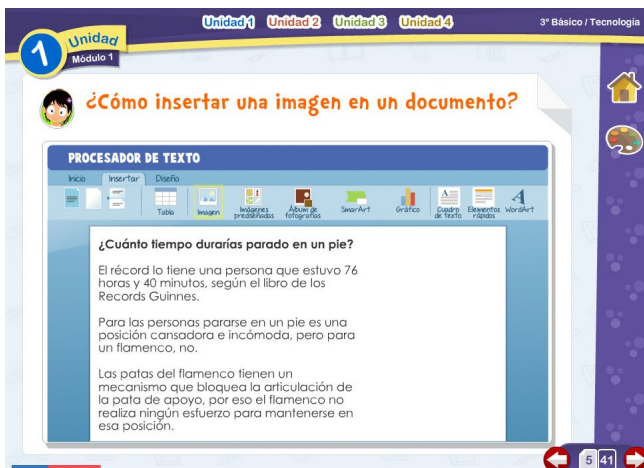 Unidad 1 Unidad 2 Unidad 3 Unidad 4
3º Básico / Tecnología
1 Unidad
Módulo 1
¿Cómo insertar una imagen en un documento?
PROCESADOR DE TEXTO
Inicio Insertar Diseño
Tabla Imagen Imágenes prediseñadas Álbum de fotografías SmarArt Gráfico Cuadro de texto Elementos rápidos WordArt
¿Cuánto tiempo durarías parado en un pie?
El récord lo tiene una persona que estuvo 76
horas y 40 minutos, según el libro de los
Records Guinnes.
Para las personas pararse en un pie es una
posición cansadora e incómoda, pero para
un flamenco, no.
Las patas del flamenco tienen un
mecanismo que bloquea la articulación de
la pata de apoyo, por eso el flamenco no
realiza ningún esfuerzo para mantenerse en
esa posición.
5 41